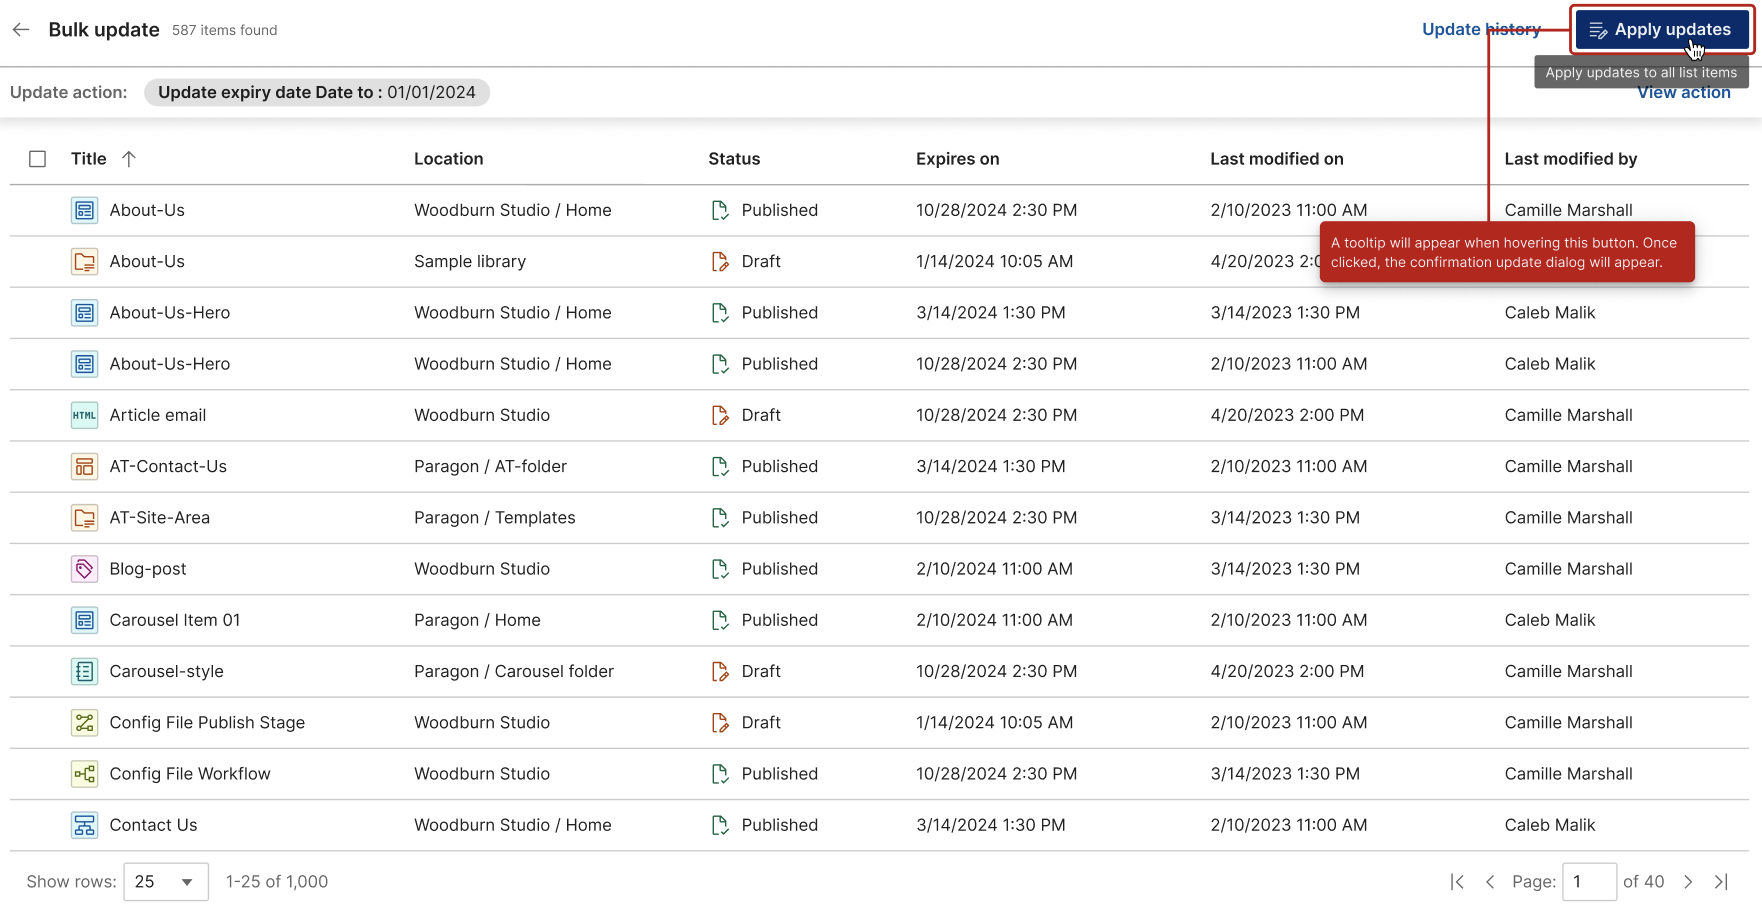 Bulk update 587 items found Update history Apply updates
Apply updates to all list items
Update action: Update expiry date Date to : 01/01/2024 View action
Title Location Status Expires on Last modified on Last modified by
About-Us Woodburn Studio / Home Published 10/28/2024 2:30 PM 2/10/2023 11:00 AM Camille Marshall
A tooltip will appear when hovering this button. Once
clicked, the confirmation update dialog will appear.
About-Us Sample library Draft 1/14/2024 10:05 AM 4/20/2023
About-Us-Hero Woodburn Studio / Home Published 3/14/2024 1:30 PM 3/14/2023 1:30 PM Caleb Malik
About-Us-Hero Woodburn Studio / Home Published 10/28/2024 2:30 PM 2/10/2023 11:00 AM Caleb Malik
HTML Article email Woodburn Studio Draft 10/28/2024 2:30 PM 4/20/2023 2:00 PM Camille Marshall
AT-Contact-Us Paragon / AT-folder Published 3/14/2024 1:30 PM 2/10/2023 11:00 AM Camille Marshall
AT-Site-Area Paragon / Templates Published 10/28/2024 2:30 PM 3/14/2023 1:30 PM Camille Marshall
Blog-post Woodburn Studio Published 2/10/2024 11:00 AM 3/14/2023 1:30 PM Camille Marshall
Carousel Item 01 Paragon / Home Published 2/10/2024 11:00 AM 2/10/2023 11:00 AM Caleb Malik
Carousel-style Paragon / Carousel folder Draft 10/28/2024 2:30 PM 4/20/2023 2:00 PM Camille Marshall
Config File Publish Stage Woodburn Studio Draft 1/14/2024 10:05 AM 2/10/2023 11:00 AM Camille Marshall
Config File Workflow Woodburn Studio Published 10/28/2024 2:30 PM 3/14/2023 1:30 PM Camille Marshall
Contact Us Woodburn Studio / Home Published 3/14/2024 1:30 PM 2/10/2023 11:00 AM Caleb Malik
Show rows: 25 1-25 of 1,000 Page: 1 of 40